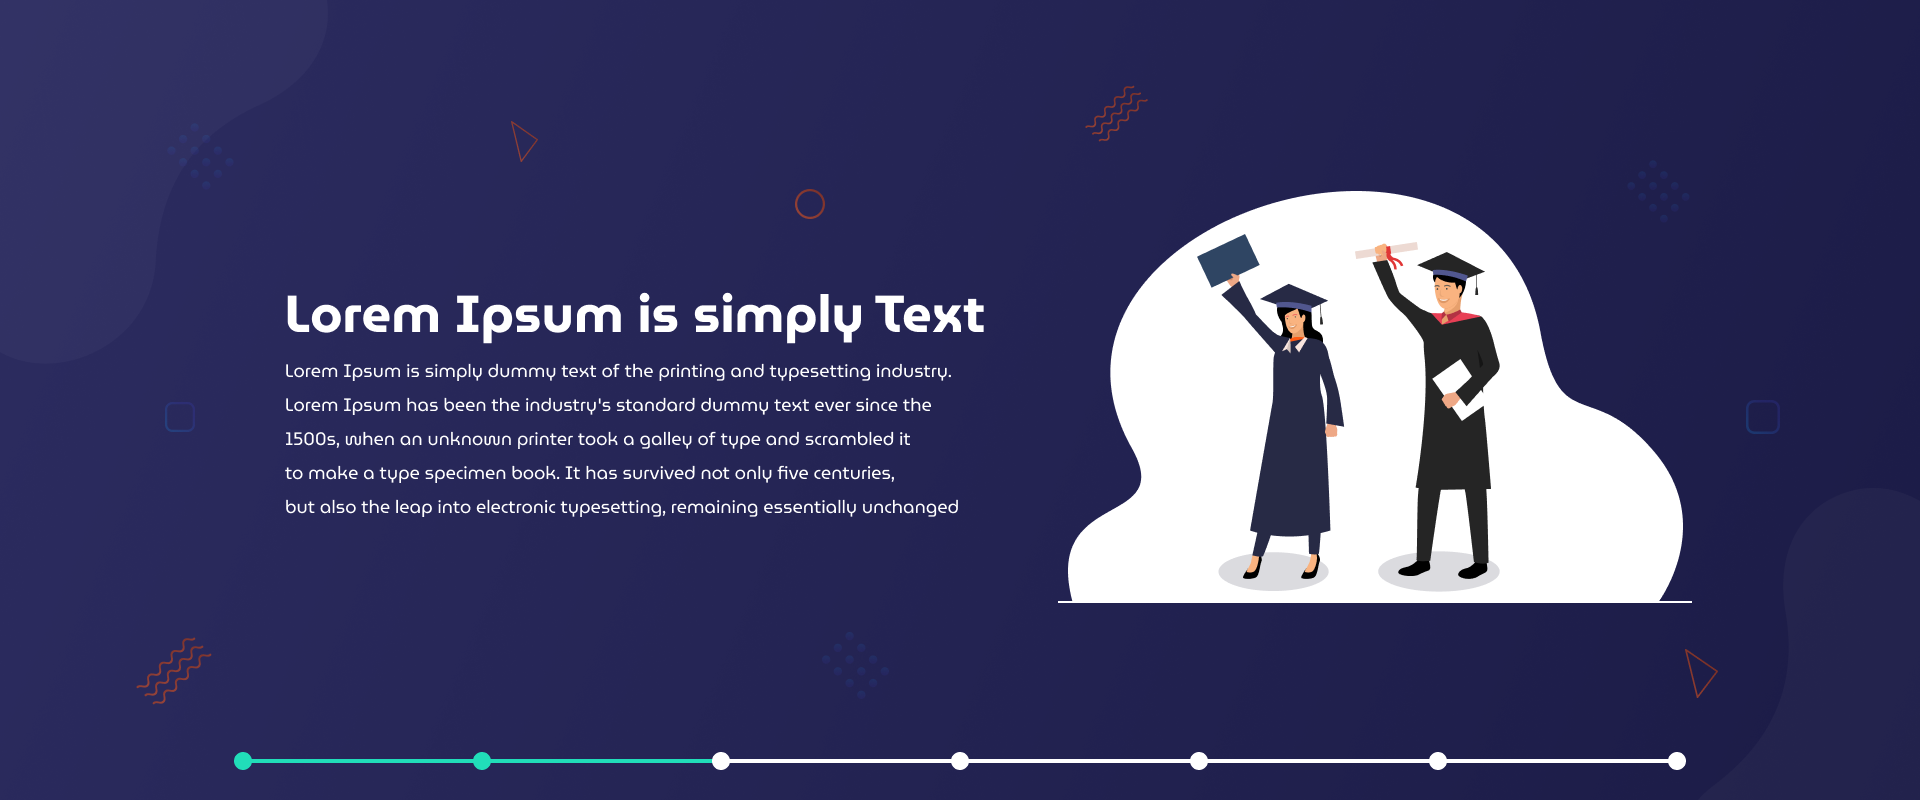 Lorem Ipsum is simply Text
Lorem Ipsum is simply dummy text of the printing and typesetting industry.
Lorem Ipsum has been the industry's standard dummy text ever since the
1500s, when an unknown printer took a galley of type and scrambled it
to make a type specimen book. It has survived not only five centuries,
but also the leap into electronic typesetting, remaining essentially unchanged